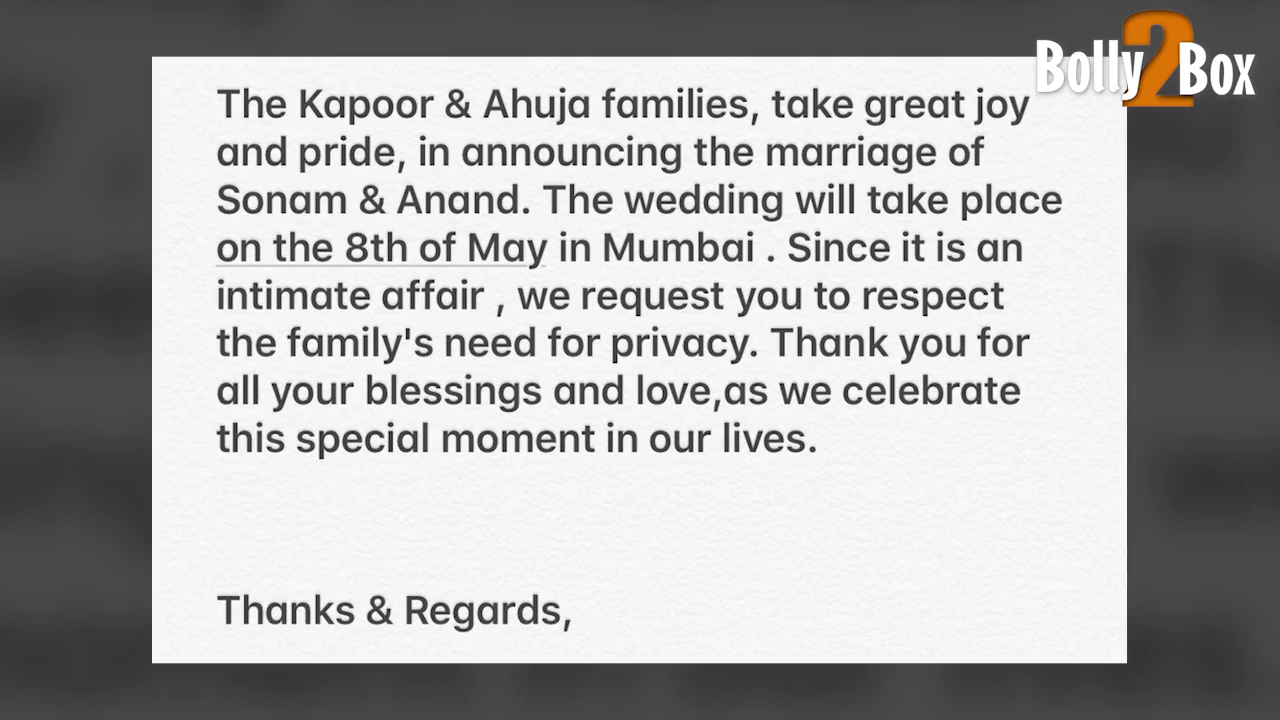 Bolly2Box
The Kapoor & Ahuja families, take great joy
and pride, in announcing the marriage of
Sonam & Anand. The wedding will take place
on the 8th of May in Mumbai . Since it is an
intimate affair , we request you to respect
the family's need for privacy. Thank you for
all your blessings and love,as we celebrate
this special moment in our lives.
Thanks & Regards,